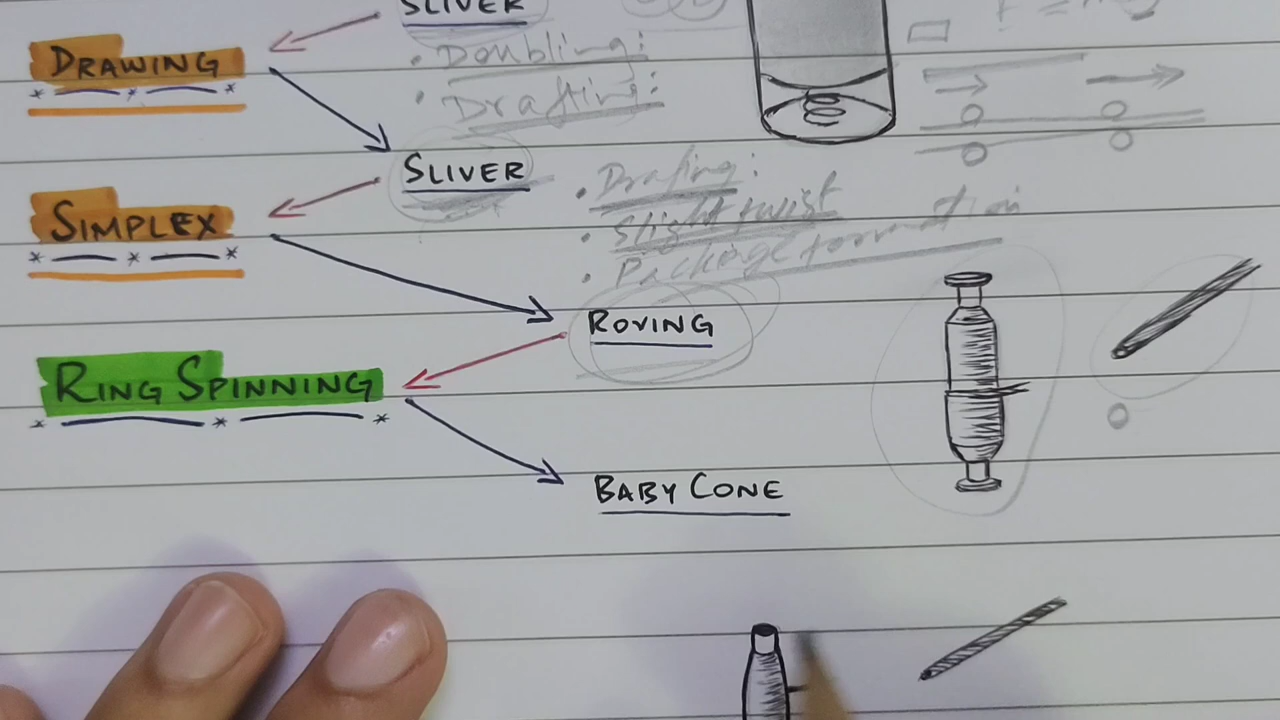 SLIVER
DRAWING
• Doubling:
• Drafting:
SLIVER
• Drafting:
SIMPLEX
• Slight twist
• Package formation
ROVING
RING SPINNING
BABY CONE